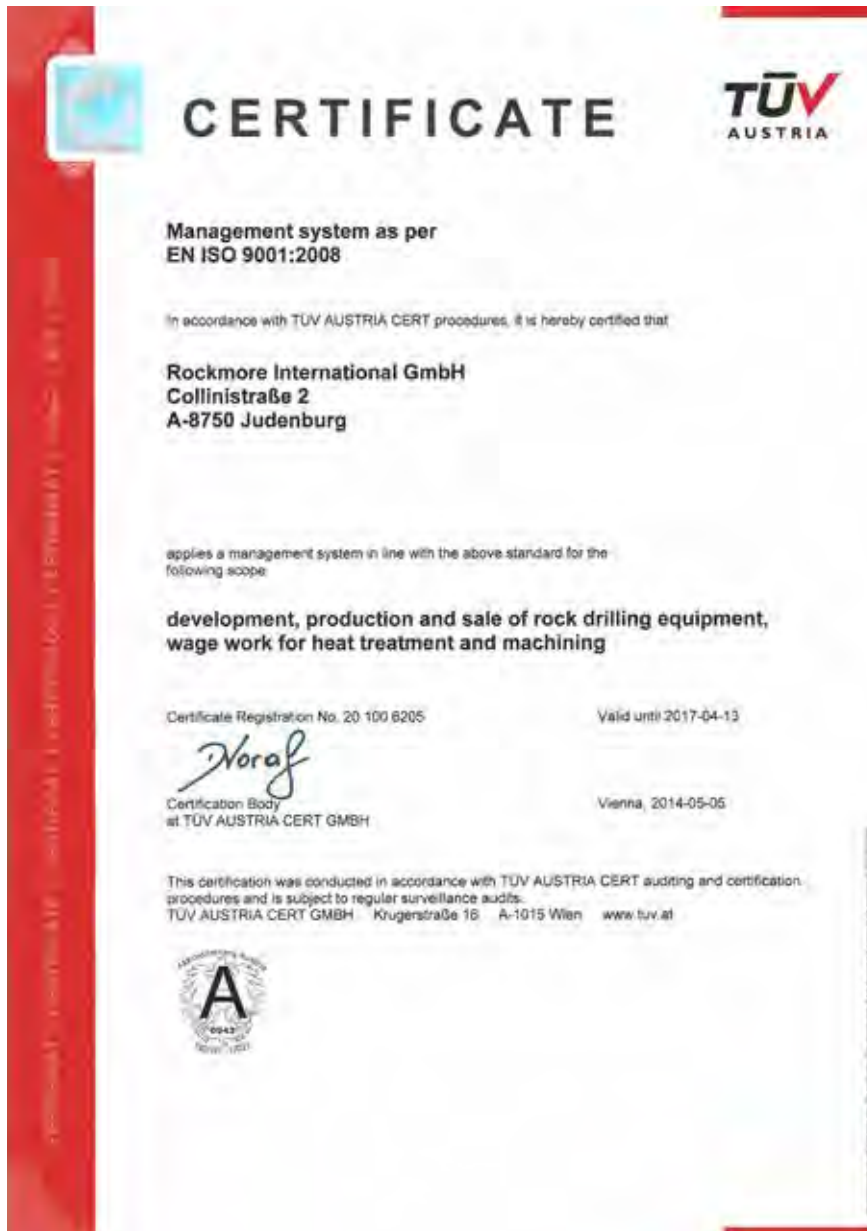 CERTIFICATE
TÜV
AUSTRIA
Management system as per
EN ISO 9001:2008
In accordance with TÜV AUSTRIA CERT procedures, it is hereby certified that
Rockmore International GmbH
Collinistraße 2
A-8750 Judenburg
applies a management system in line with the above standard for the
following scope
development, production and sale of rock drilling equipment,
wage work for heat treatment and machining
Certificate Registration No. 20 100 6205
Valid until 2017-04-13
Certification Body
at TÜV AUSTRIA CERT GMBH
Vienna, 2014-05-05
This certification was conducted in accordance with TÜV AUSTRIA CERT auditing and certification
procedures and is subject to regular surveillance audits.
TÜV AUSTRIA CERT GMBH Krugerstraße 16 A-1015 Wien www.tuv.at
A